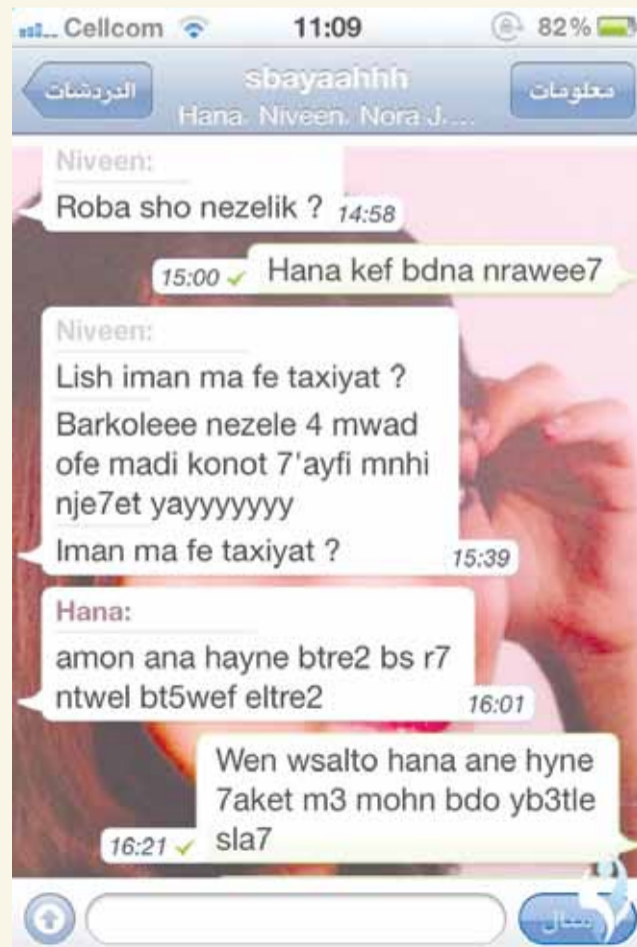 Cellcom 11:09 82%
الدردشات
sbayaahhh
Hana. Niveen. Nora J....
معلومات
Niveen:
Roba sho nezelik ? 14:58
15:00 Hana kef bdna nrawee7
Niveen:
Lish iman ma fe taxiyat ?
Barkoleee nezele 4 mwad
ofe madi konot 7'ayfi mnhi
nje7et yayyyyyyy
Iman ma fe taxiyat ? 15:39
Hana:
amon ana hayne btre2 bs r7
ntwel bt5wef eltre2 16:01
Wen wsalto hana ane hyne
7aket m3 mohn bdo yb3tle
16:21 sla7